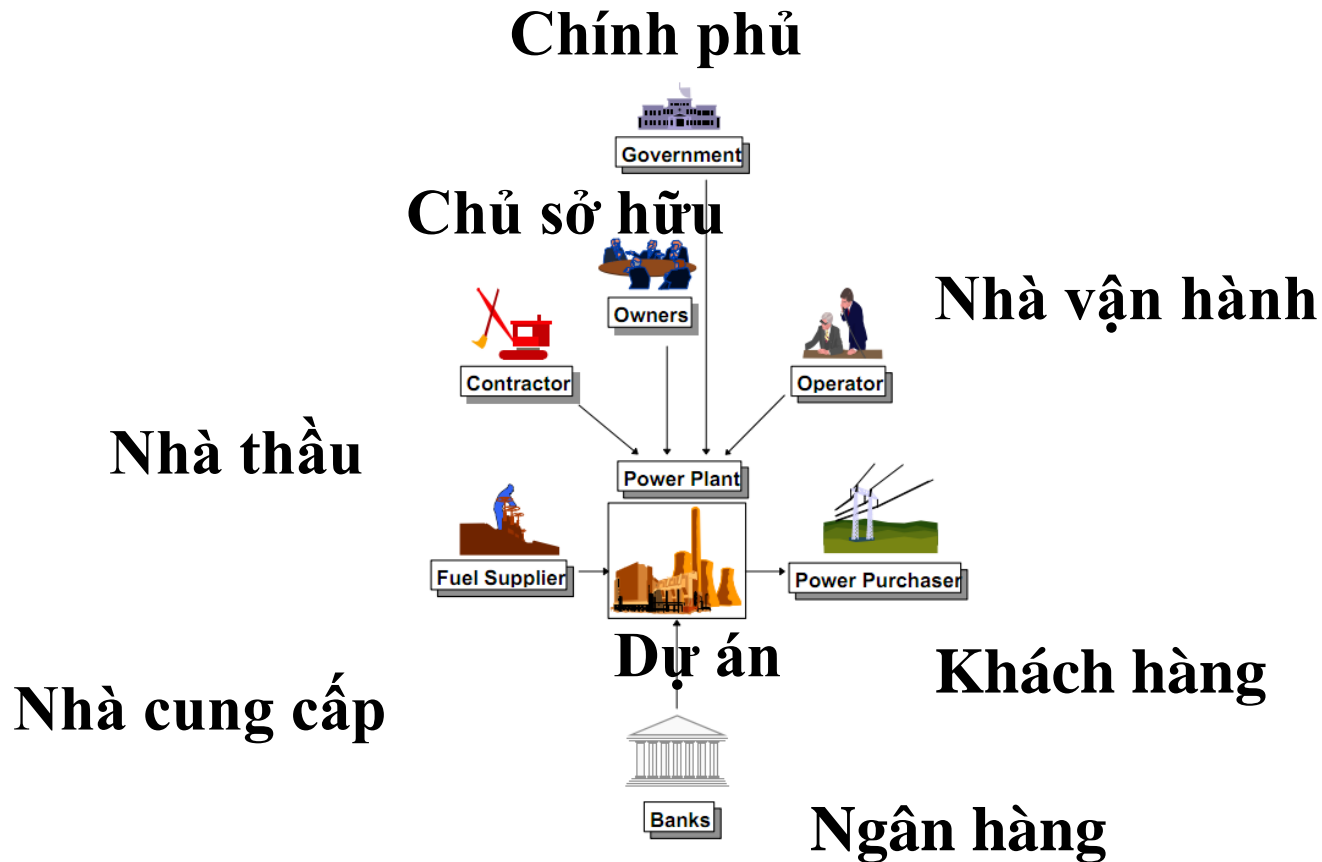 Chính phủ
Government
Chủ sở hữu
Owners
Nhà vận hành
Contractor
Operator
Nhà thầu
Power Plant
Fuel Supplier
Power Purchaser
Dự án
Khách hàng
Nhà cung cấp
Banks
Ngân hàng